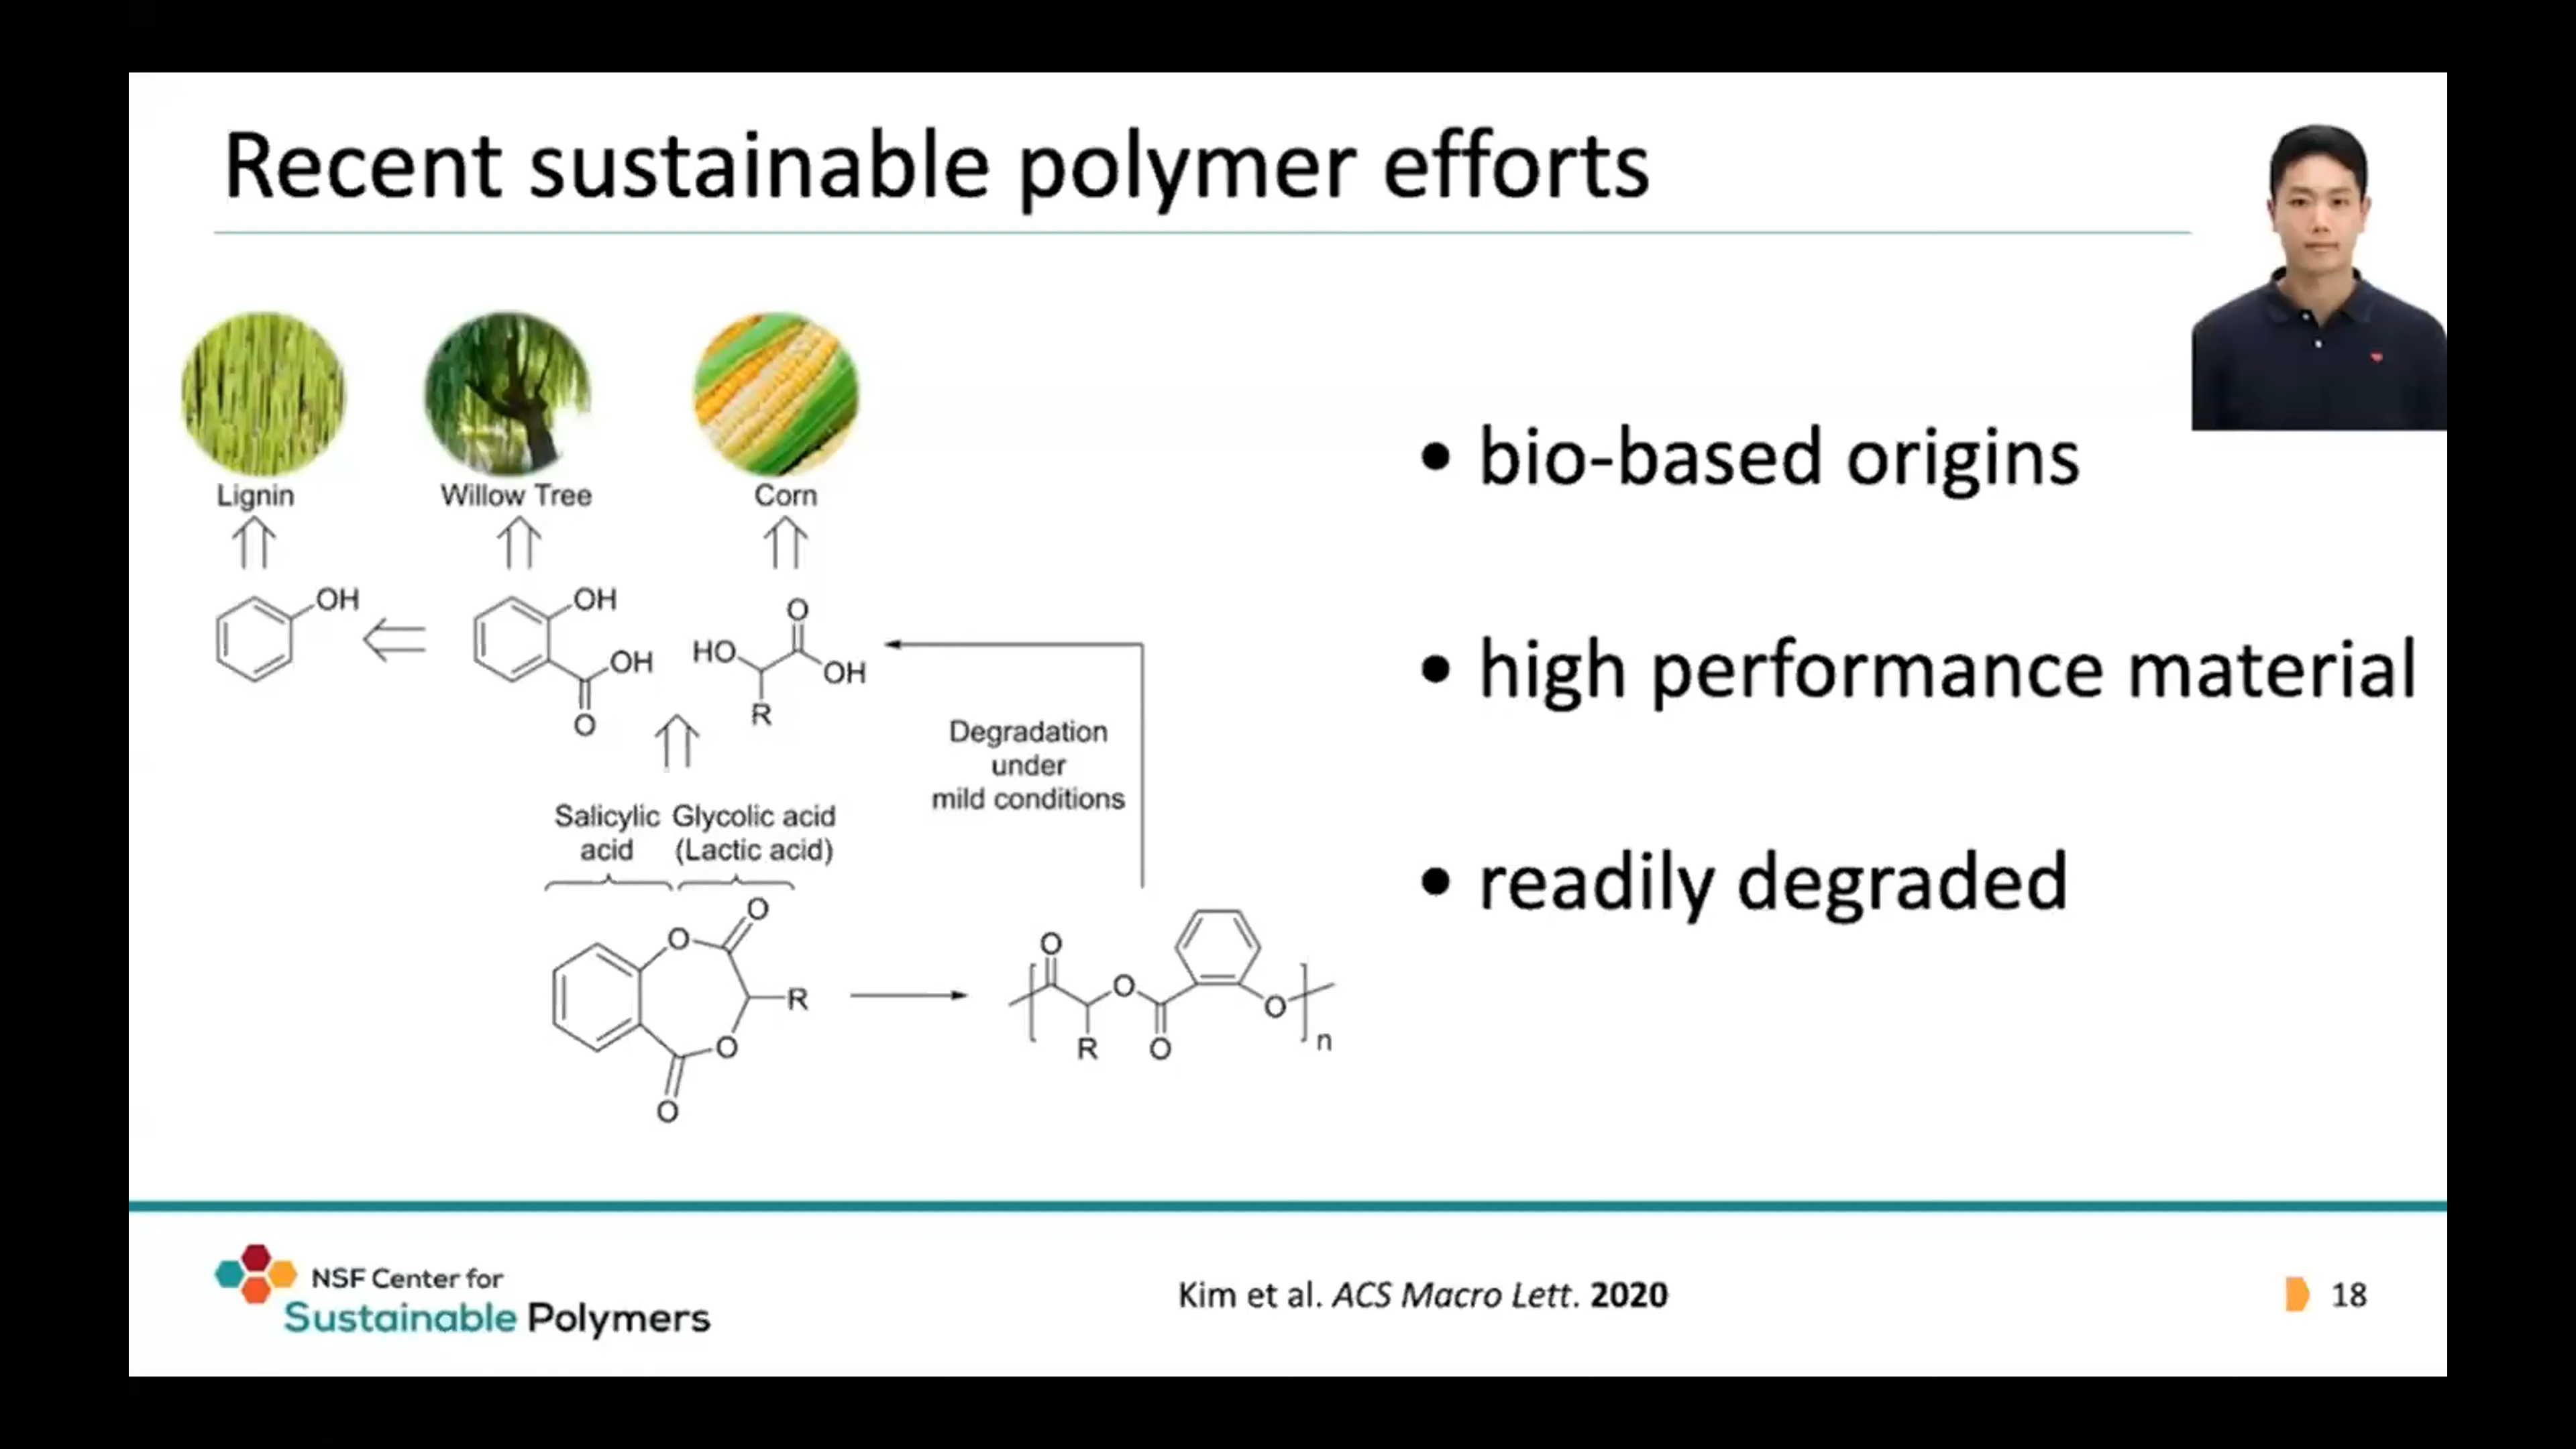 Recent sustainable polymer efforts
Lignin
Willow Tree
Corn
OH
OH
OH
O
HO
O
OH
R
Degradation
under
mild conditions
Salicylic
acid
Glycolic acid
(Lactic acid)
O
O
R
O
O
O
O
R
O
O
n
• bio-based origins
• high performance material
• readily degraded
NSF Center for
Sustainable Polymers
Kim et al. ACS Macro Lett. 2020
18